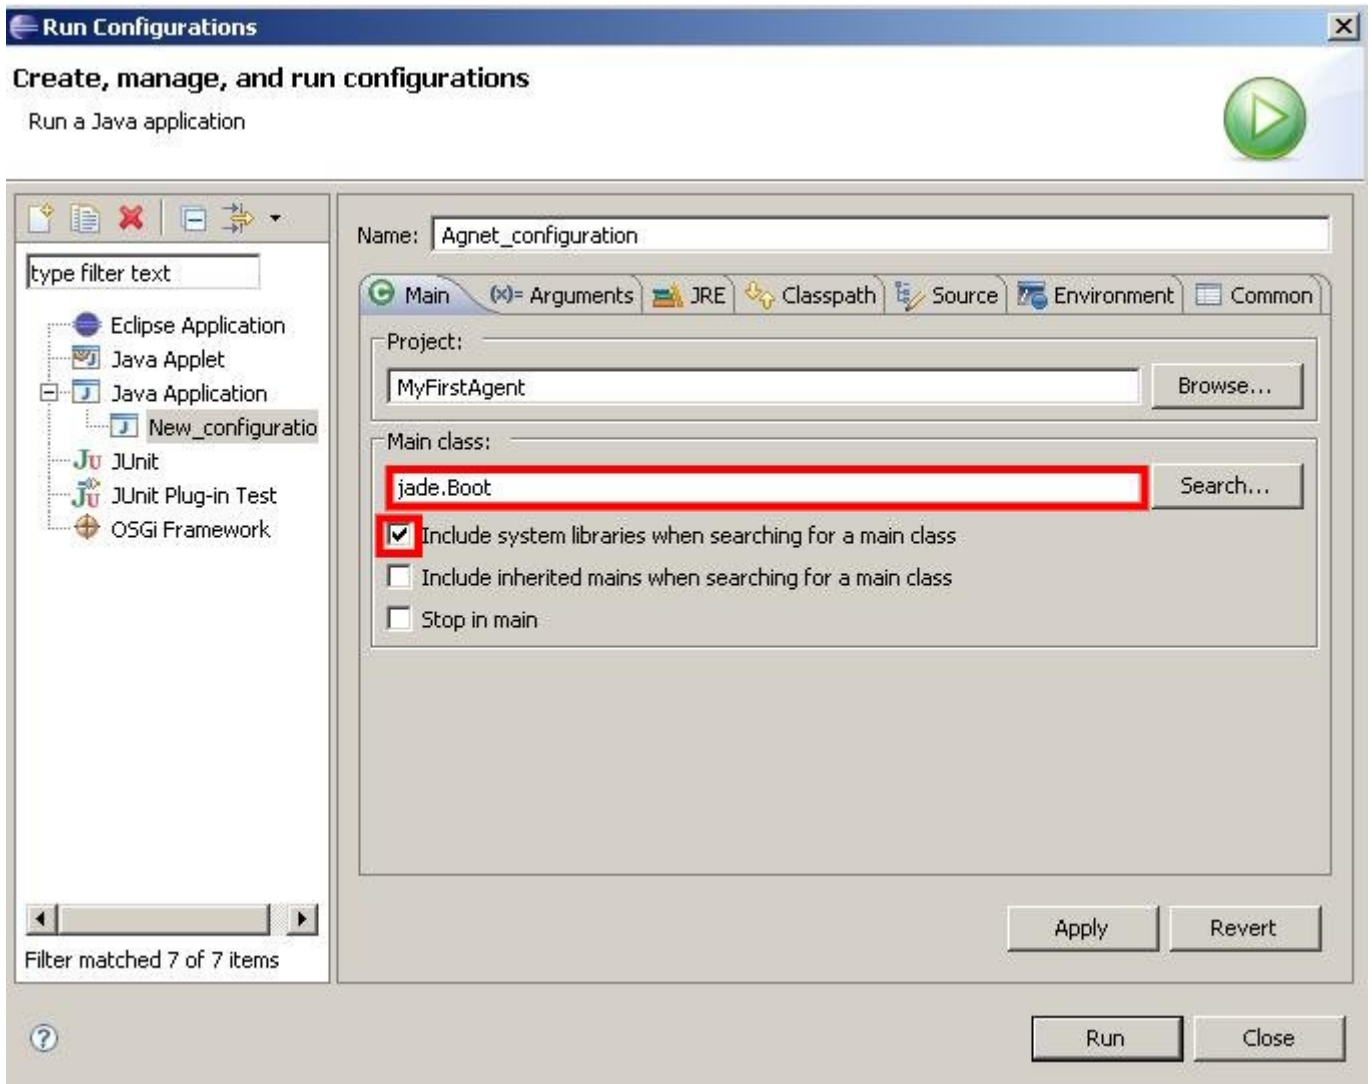 Run Configurations
Create, manage, and run configurations
Run a Java application
type filter text
Eclipse Application
Java Applet
Java Application
New_configuratio
JUnit
JUnit Plug-in Test
OSGi Framework
Filter matched 7 of 7 items
Name: Agnet_configuration
Main (x)= Arguments JRE Classpath Source Environment Common
Project:
MyFirstAgent Browse...
Main class:
jade.Boot Search...
Include system libraries when searching for a main class
Include inherited mains when searching for a main class
Stop in main
Apply Revert
Run Close